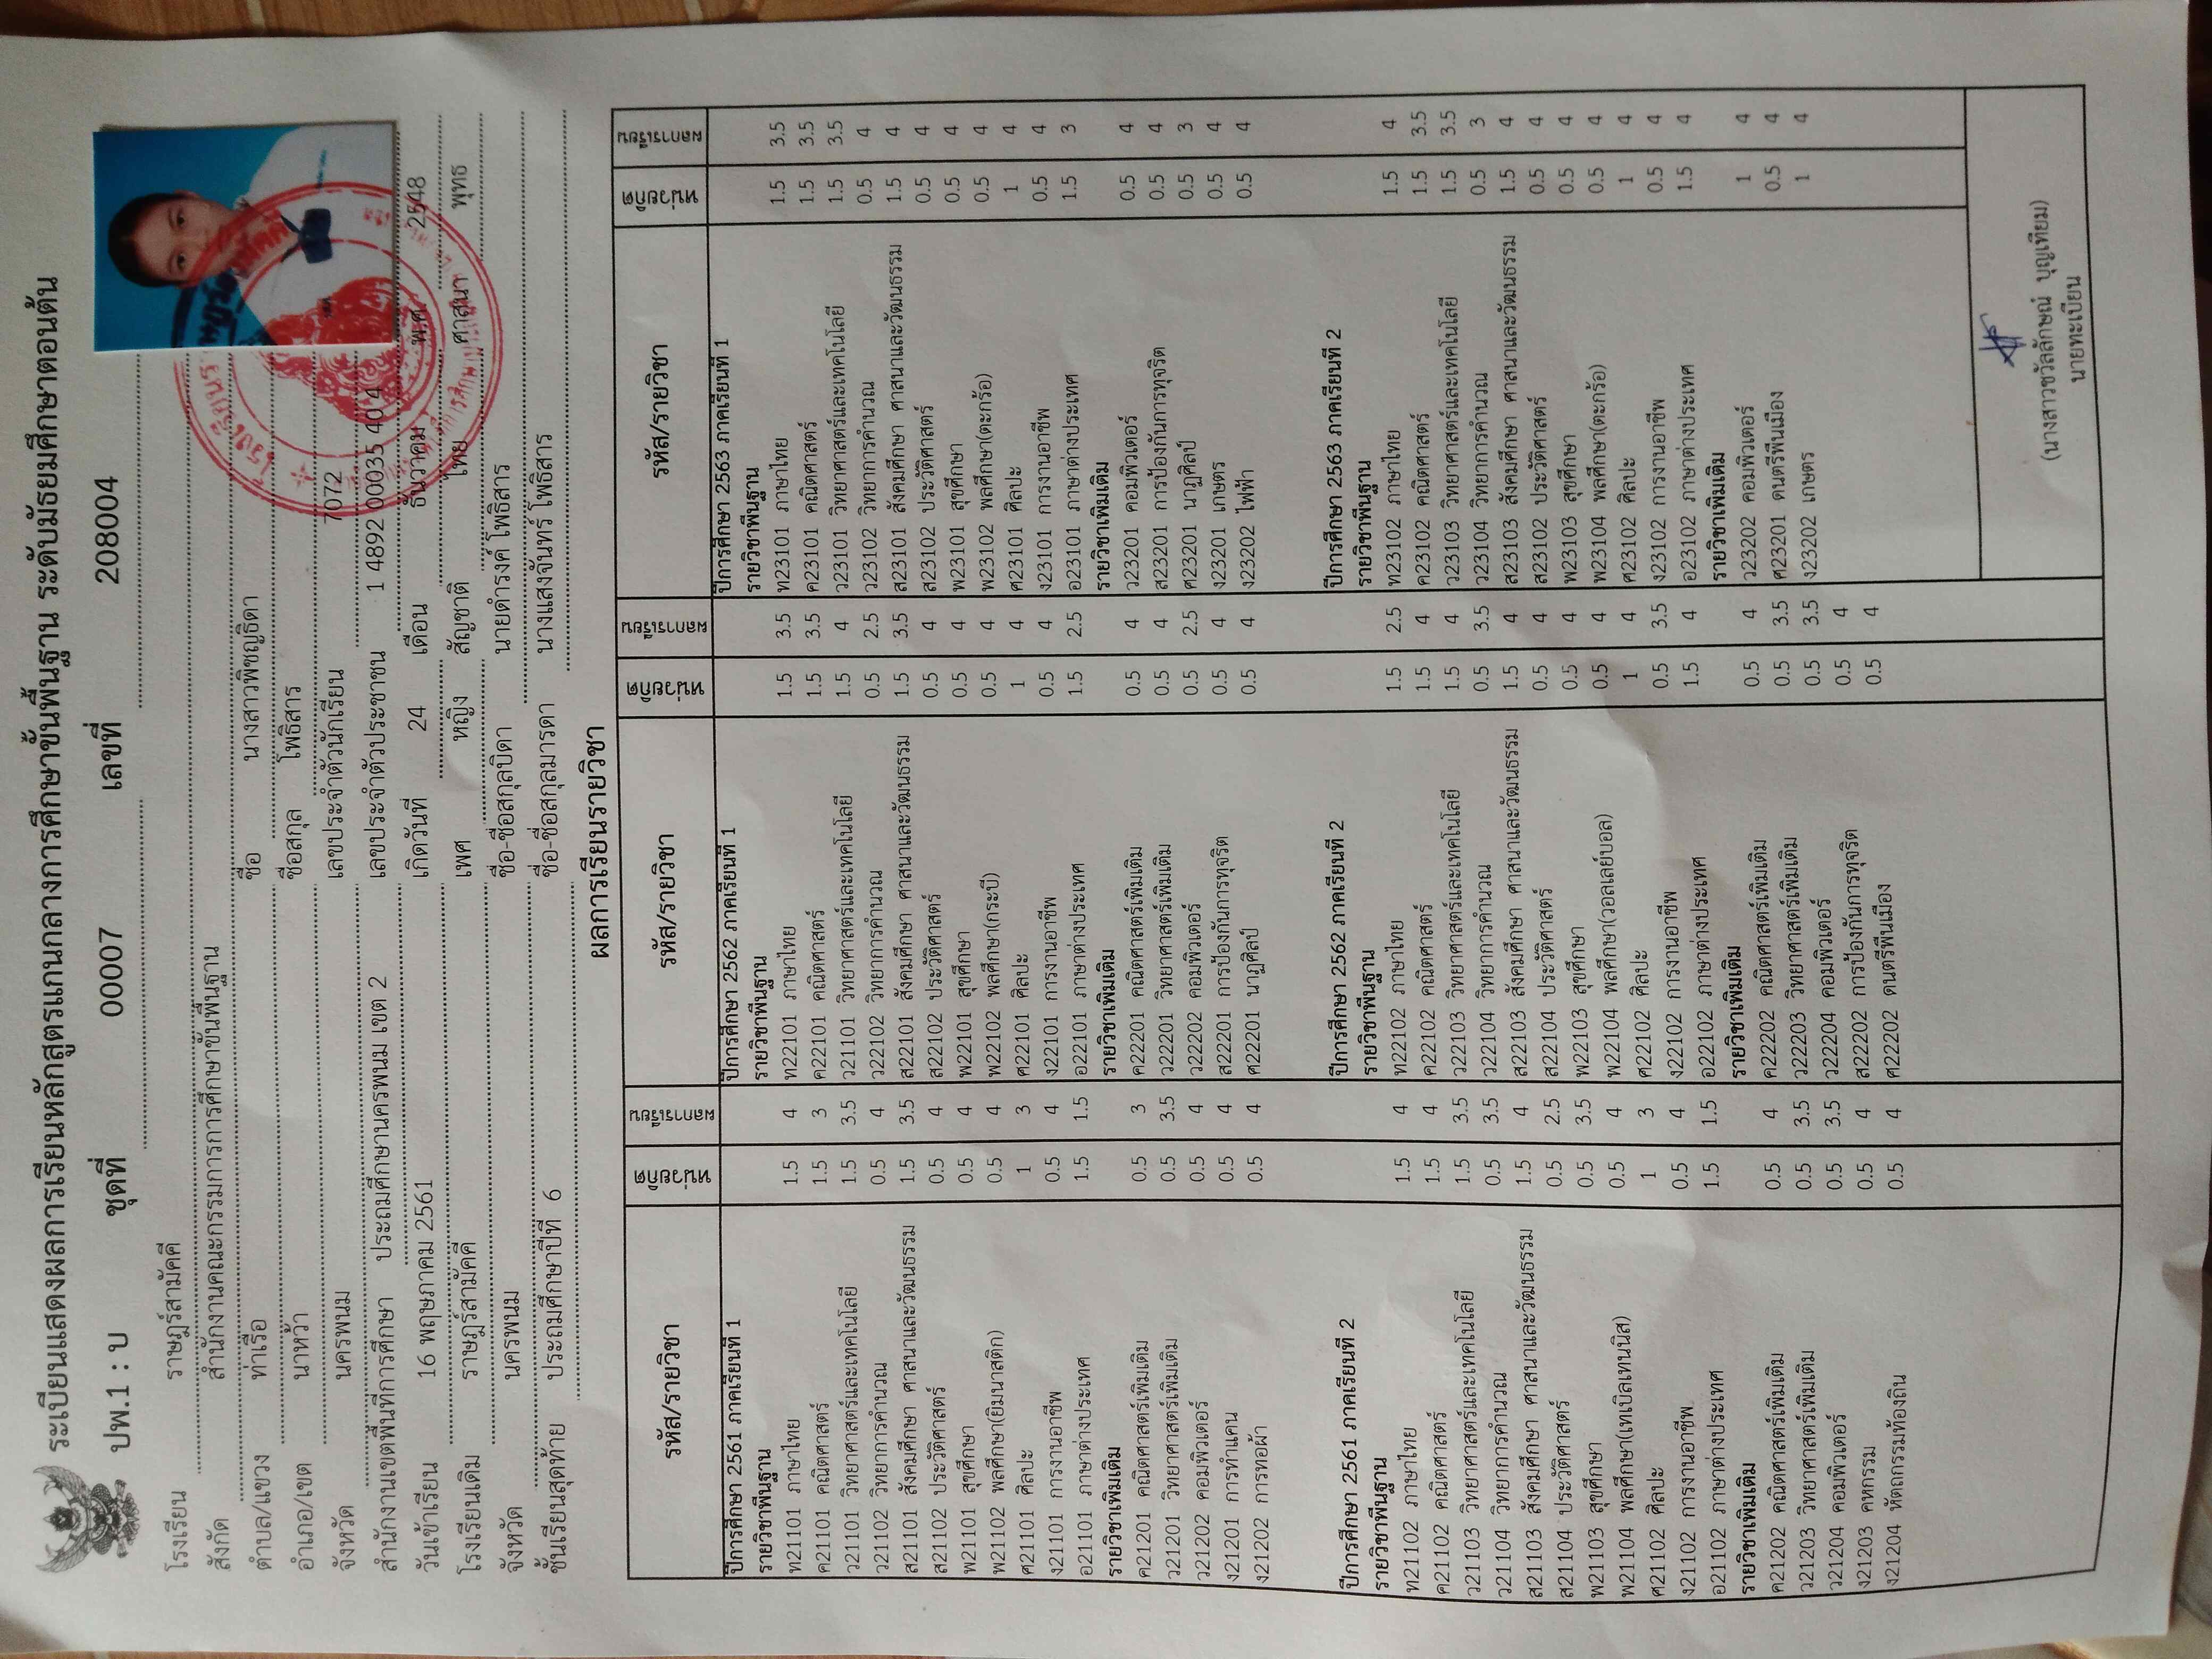 ระเบียนแสดงผลการเรียนหลักสูตรแกนกลางการศึกษาขั้นพื้นฐาน ระดับมัธยมศึกษาตอนต้น
ปพ.1 : บ ชุดที่ 00007 เลขที่ 208004
โรงเรียน ราษฎร์สามัคคี
สังกัด สำนักงานคณะกรรมการการศึกษาขั้นพื้นฐาน
ตำบล/แขวง ท่าเรือ
อำเภอ/เขต นาหว้า
จังหวัด นครพนม
สำนักงานเขตพื้นที่การศึกษา ประถมศึกษานครพนม เขต 2
วันเข้าเรียน 16 พฤษภาคม 2561
โรงเรียนเดิม ราษฎร์สามัคคี
จังหวัด นครพนม
ชั้นเรียนสุดท้าย ประถมศึกษาปีที่ 6
ชื่อ นางสาวพิชญธิดา
ชื่อสกุล โพธิสาร
เลขประจำตัวนักเรียน 7072
เลขประจำตัวประชาชน 1 4892 00035 40 4
เกิดวันที่ 24 เดือน ธันวาคม พ.ศ. 2548
เพศ หญิง สัญชาติ ไทย ศาสนา พุทธ
ชื่อ-ชื่อสกุลบิดา นายดำรงค์ โพธิสาร
ชื่อ-ชื่อสกุลมารดา นางแสงจันทร์ โพธิสาร
ผลการเรียนรายวิชา
รหัส/รายวิชา หน่วยกิต ผลการเรียน
ปีการศึกษา 2561 ภาคเรียนที่ 1
รายวิชาพื้นฐาน
ท21101 ภาษาไทย 1.5 4
ค21101 คณิตศาสตร์ 1.5 3
ว21101 วิทยาศาสตร์และเทคโนโลยี 1.5 3.5
ว21102 วิทยาการคำนวณ 0.5 4
ส21101 สังคมศึกษา ศาสนาและวัฒนธรรม 1.5 3.5
ส21102 ประวัติศาสตร์ 0.5 4
พ21101 สุขศึกษา 0.5 4
พ21102 พลศึกษา(ยิมนาสติก) 0.5 4
ศ21101 ศิลปะ 1 3
ง21101 การงานอาชีพ 0.5 4
อ21101 ภาษาต่างประเทศ 1.5 1.5
รายวิชาเพิ่มเติม
ค21201 คณิตศาสตร์เพิ่มเติม 0.5 3
ว21201 วิทยาศาสตร์เพิ่มเติม 0.5 3.5
ว21202 คอมพิวเตอร์ 0.5 4
ง21201 การทำแคน 0.5 4
ง21202 การทอผ้า 0.5 4
ปีการศึกษา 2561 ภาคเรียนที่ 2
รายวิชาพื้นฐาน
ท21102 ภาษาไทย 1.5 4
ค21102 คณิตศาสตร์ 1.5 4
ว21103 วิทยาศาสตร์และเทคโนโลยี 1.5 3.5
ว21104 วิทยาการคำนวณ 0.5 3.5
ส21103 สังคมศึกษา ศาสนาและวัฒนธรรม 1.5 4
ส21104 ประวัติศาสตร์ 0.5 2.5
พ21103 สุขศึกษา 0.5 3.5
พ21104 พลศึกษา(เทเบิลเทนนิส) 0.5 4
ศ21102 ศิลปะ 1 3
ง21102 การงานอาชีพ 0.5 4
อ21102 ภาษาต่างประเทศ 1.5 1.5
รายวิชาเพิ่มเติม
ค21202 คณิตศาสตร์เพิ่มเติม 0.5 4
ว21203 วิทยาศาสตร์เพิ่มเติม 0.5 3.5
ว21204 คอมพิวเตอร์ 0.5 3.5
ง21203 คหกรรม 0.5 4
ง21204 หัตถกรรมท้องถิ่น 0.5 4
รหัส/รายวิชา หน่วยกิต ผลการเรียน
ปีการศึกษา 2562 ภาคเรียนที่ 1
รายวิชาพื้นฐาน
ท22101 ภาษาไทย 1.5 3.5
ค22101 คณิตศาสตร์ 1.5 3.5
ว21101 วิทยาศาสตร์และเทคโนโลยี 1.5 4
ว22102 วิทยาการคำนวณ 0.5 2.5
ส22101 สังคมศึกษา ศาสนาและวัฒนธรรม 1.5 3.5
ส22102 ประวัติศาสตร์ 0.5 4
พ22101 สุขศึกษา 0.5 4
พ22102 พลศึกษา(กระบี่) 0.5 4
ศ22101 ศิลปะ 1 4
ง22101 การงานอาชีพ 0.5 4
อ22101 ภาษาต่างประเทศ 1.5 2.5
รายวิชาเพิ่มเติม
ค22201 คณิตศาสตร์เพิ่มเติม 0.5 4
ว22201 วิทยาศาสตร์เพิ่มเติม 0.5 4
ว22202 คอมพิวเตอร์ 0.5 2.5
ส22201 การป้องกันการทุจริต 0.5 4
ศ22201 นาฏศิลป์ 0.5 4
ปีการศึกษา 2562 ภาคเรียนที่ 2
รายวิชาพื้นฐาน
ท22102 ภาษาไทย 1.5 2.5
ค22102 คณิตศาสตร์ 1.5 4
ว22103 วิทยาศาสตร์และเทคโนโลยี 1.5 4
ว22104 วิทยาการคำนวณ 0.5 3.5
ส22103 สังคมศึกษา ศาสนาและวัฒนธรรม 1.5 4
ส22104 ประวัติศาสตร์ 0.5 4
พ22103 สุขศึกษา 0.5 4
พ22104 พลศึกษา(วอลเลย์บอล) 0.5 4
ศ22102 ศิลปะ 1 4
ง22102 การงานอาชีพ 0.5 3.5
อ22102 ภาษาต่างประเทศ 1.5 4
รายวิชาเพิ่มเติม
ค22202 คณิตศาสตร์เพิ่มเติม 0.5 4
ว22203 วิทยาศาสตร์เพิ่มเติม 0.5 3.5
ว22204 คอมพิวเตอร์ 0.5 3.5
ส22202 การป้องกันการทุจริต 0.5 4
ศ22202 ดนตรีพื้นเมือง 0.5 4
รหัส/รายวิชา หน่วยกิต ผลการเรียน
ปีการศึกษา 2563 ภาคเรียนที่ 1
รายวิชาพื้นฐาน
ท23101 ภาษาไทย 1.5 3.5
ค23101 คณิตศาสตร์ 1.5 3.5
ว23101 วิทยาศาสตร์และเทคโนโลยี 1.5 3.5
ว23102 วิทยาการคำนวณ 0.5 4
ส23101 สังคมศึกษา ศาสนาและวัฒนธรรม 1.5 4
ส23102 ประวัติศาสตร์ 0.5 4
พ23101 สุขศึกษา 0.5 4
พ23102 พลศึกษา(ตะกร้อ) 0.5 4
ศ23101 ศิลปะ 1 4
ง23101 การงานอาชีพ 0.5 4
อ23101 ภาษาต่างประเทศ 1.5 3
รายวิชาเพิ่มเติม
ว23201 คอมพิวเตอร์ 0.5 4
ส23201 การป้องกันการทุจริต 0.5 4
ศ23201 นาฏศิลป์ 0.5 3
ง23201 เกษตร 0.5 4
ง23202 ไฟฟ้า 0.5 4
ปีการศึกษา 2563 ภาคเรียนที่ 2
รายวิชาพื้นฐาน
ท23102 ภาษาไทย 1.5 4
ค23102 คณิตศาสตร์ 1.5 3.5
ว23103 วิทยาศาสตร์และเทคโนโลยี 1.5 3.5
ว23104 วิทยาการคำนวณ 0.5 3
ส23103 สังคมศึกษา ศาสนาและวัฒนธรรม 1.5 4
ส23102 ประวัติศาสตร์ 0.5 4
พ23103 สุขศึกษา 0.5 4
พ23104 พลศึกษา(ตะกร้อ) 0.5 4
ศ23102 ศิลปะ 1 4
ง23102 การงานอาชีพ 0.5 4
อ23102 ภาษาต่างประเทศ 1.5 4
รายวิชาเพิ่มเติม
ว23202 คอมพิวเตอร์ 1 4
ศ23201 ดนตรีพื้นเมือง 0.5 4
ง23202 เกษตร 1 4
(นางสาวชวัลลักษณ์ บุญเทียม)
นายทะเบียน